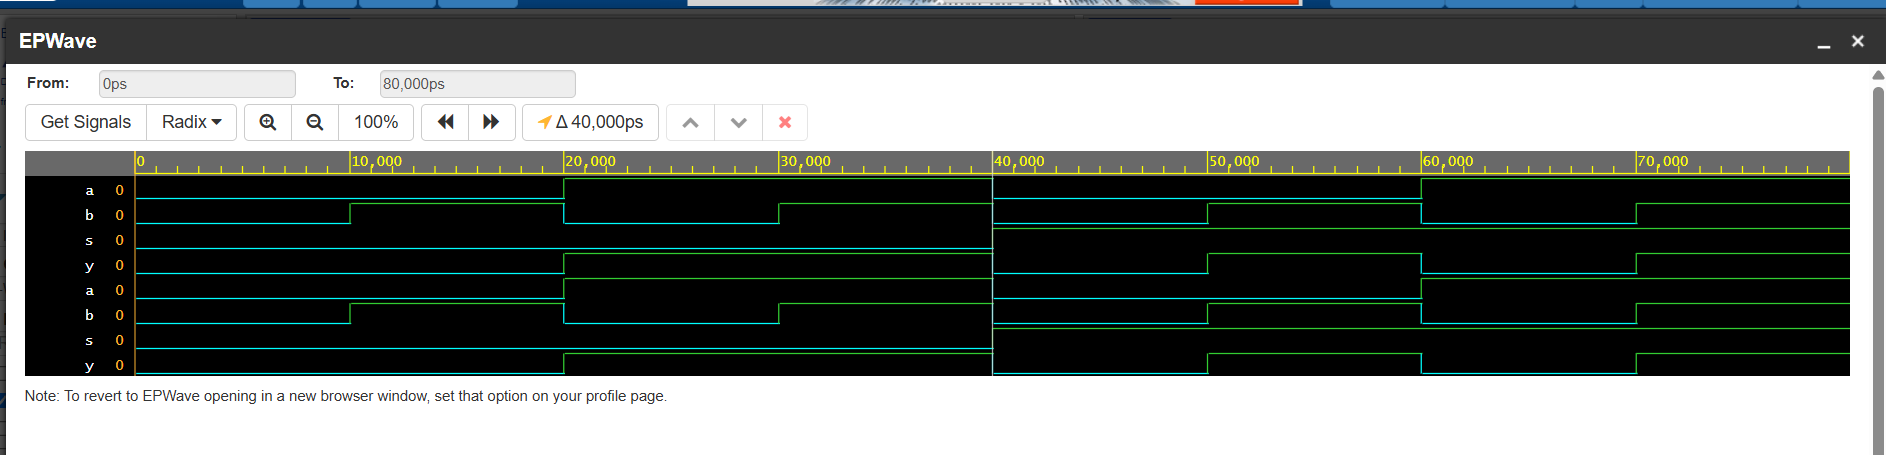 EPWave
From: 0ps To: 80,000ps
Get Signals Radix 100% Δ 40,000ps
0 10,000 20,000 30,000 40,000 50,000 60,000 70,000
a 0
b 0
s 0
y 0
a 0
b 0
s 0
y 0
Note: To revert to EPWave opening in a new browser window, set that option on your profile page.